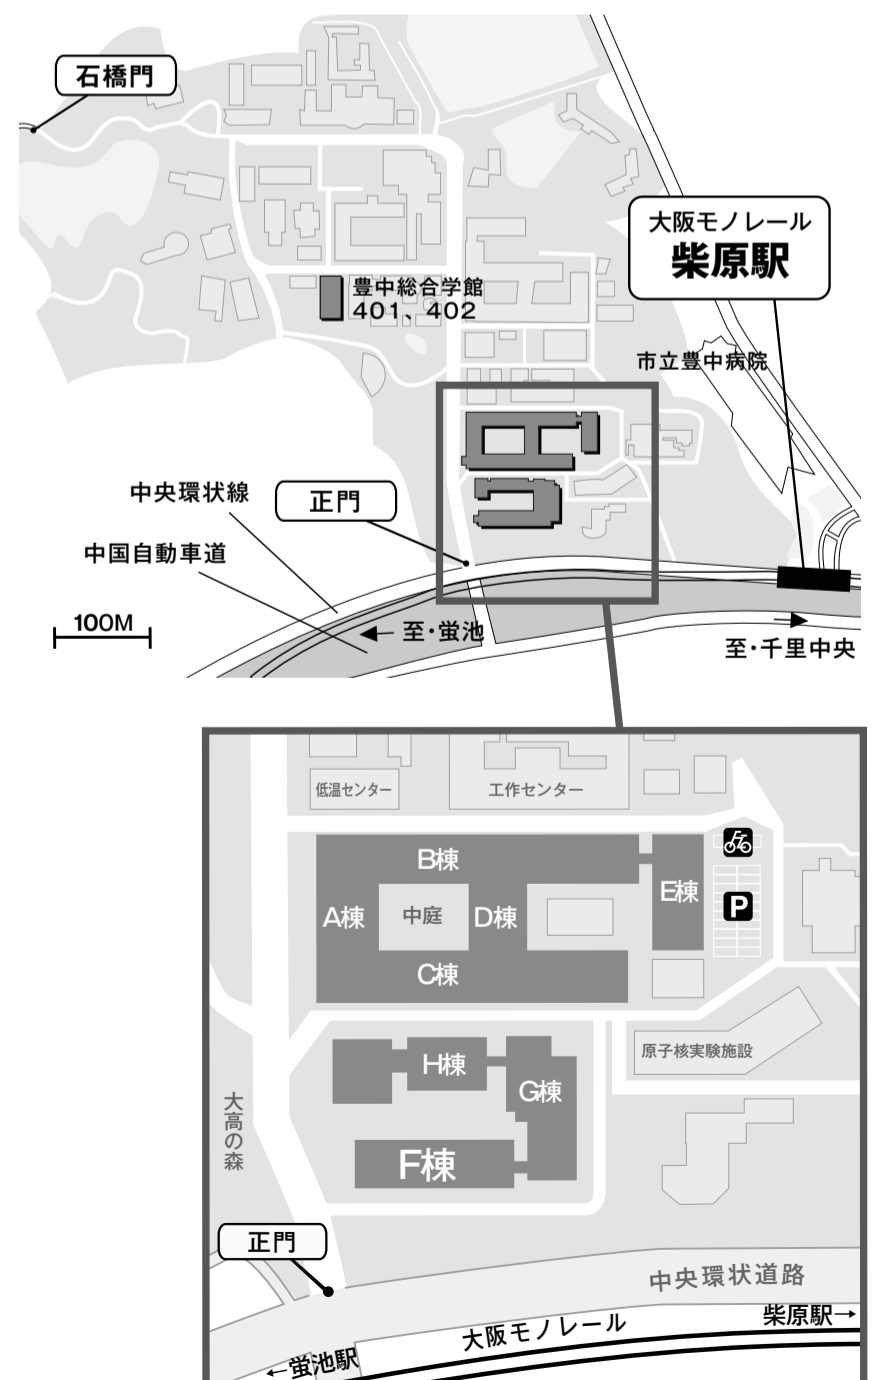 石橋門
大阪モノレール
柴原駅
豊中総合学館
401、402
市立豊中病院
中央環状線
正門
中国自動車道
100M
至・蛍池
至・千里中央
低温センター
工作センター
B棟
E棟
P
A棟
中庭
D棟
C棟
原子核実験施設
H棟
G棟
大高の森
F棟
正門
中央環状道路
柴原駅→
大阪モノレール
←蛍池駅